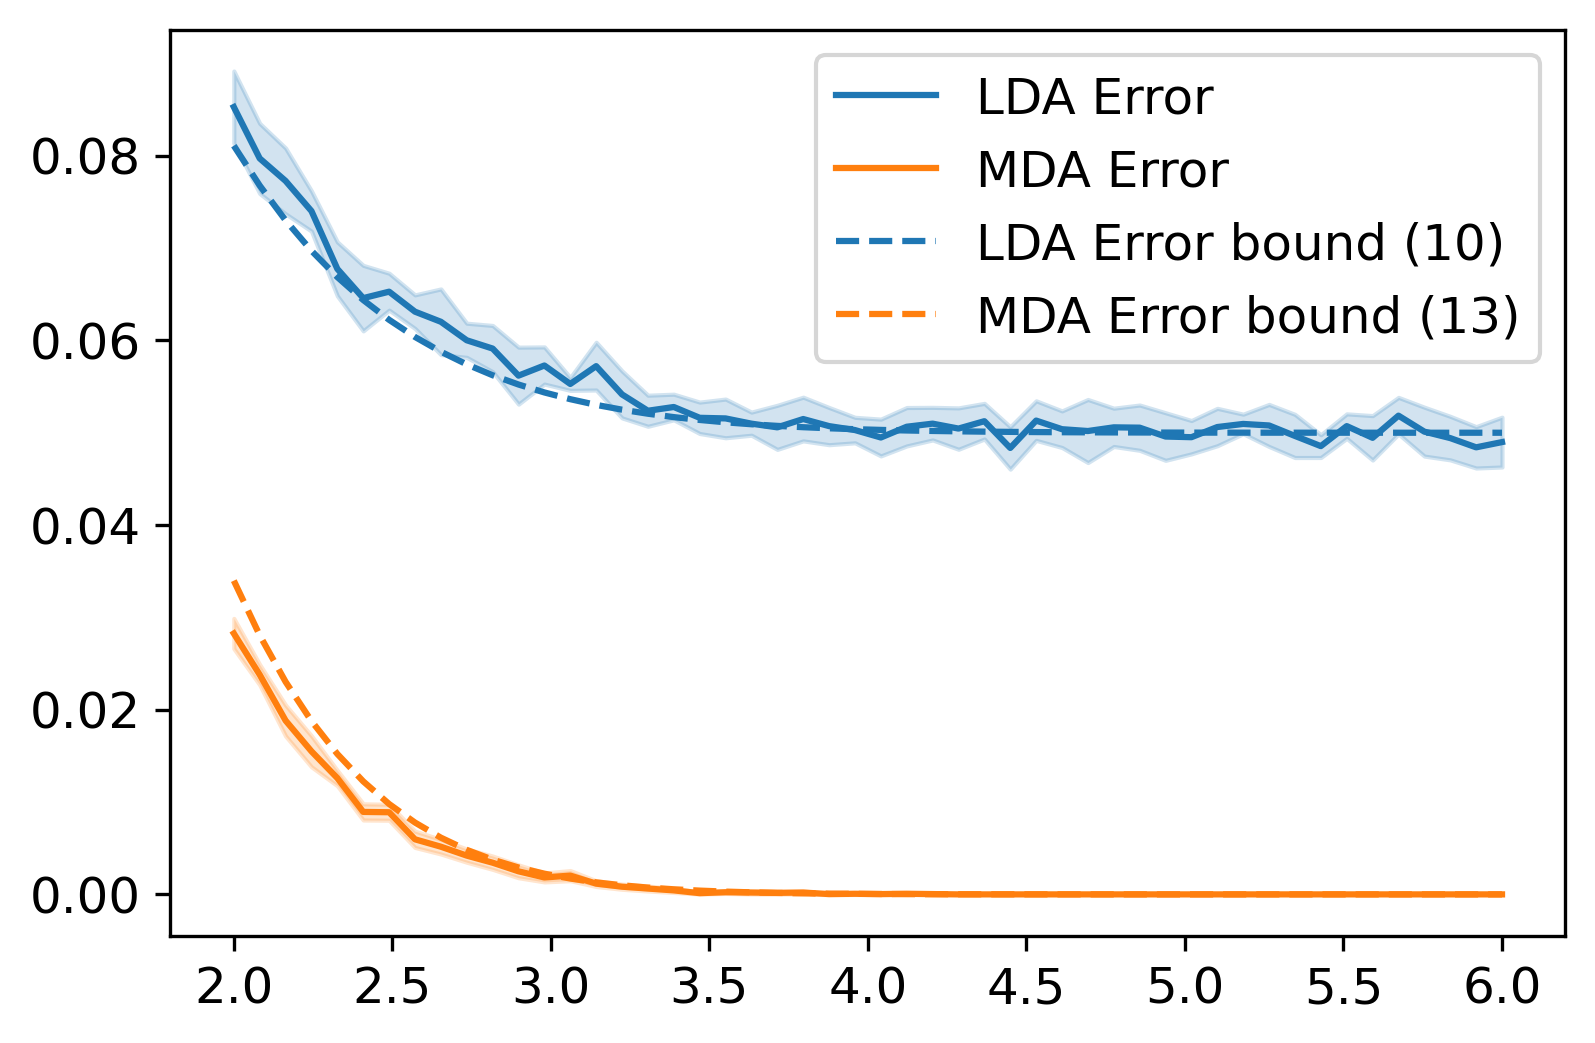 LDA Error
MDA Error
LDA Error bound (10)
MDA Error bound (13)
0.08
0.06
0.04
0.02
0.00
2.0 2.5 3.0 3.5 4.0 4.5 5.0 5.5 6.0